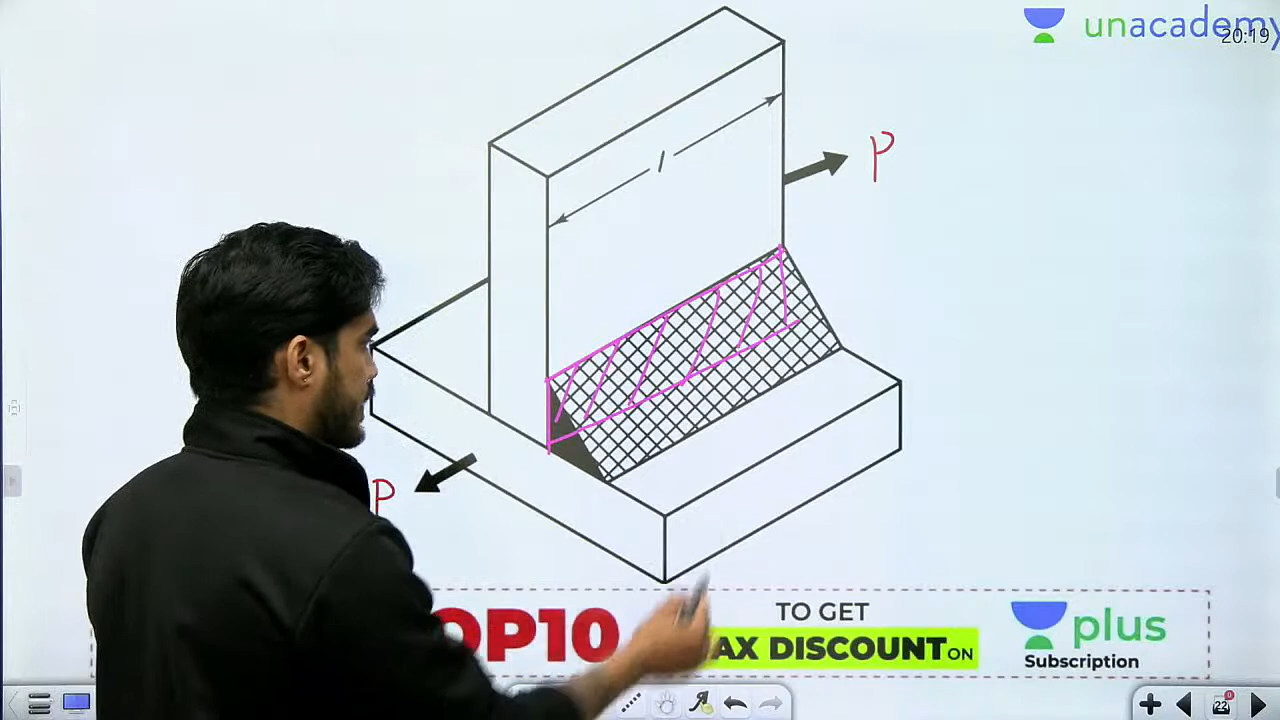 unacademy
20:19
l
P
P
OP10
TO GET
AX DISCOUNT ON
plus
Subscription
22